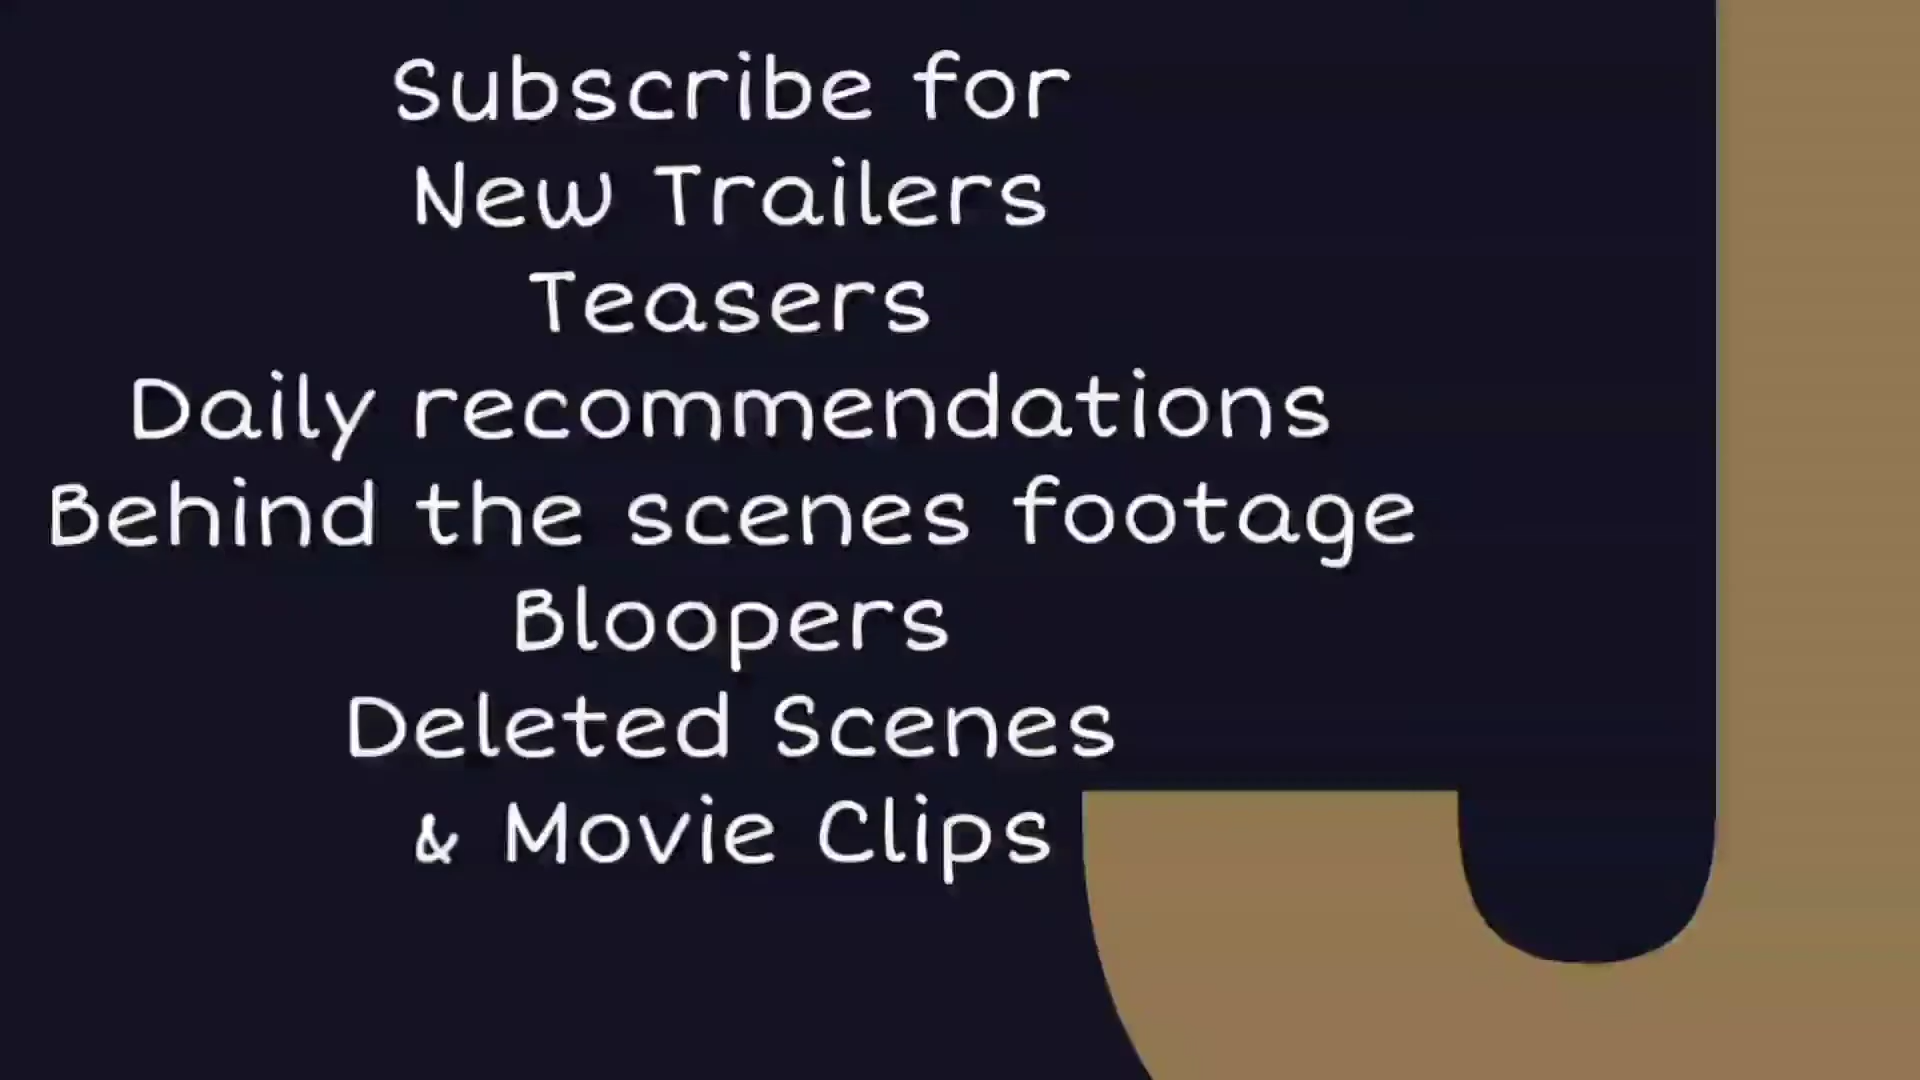 Subscribe for
New Trailers
Teasers
Daily recommendations
Behind the scenes footage
Bloopers
Deleted Scenes
& Movie Clips